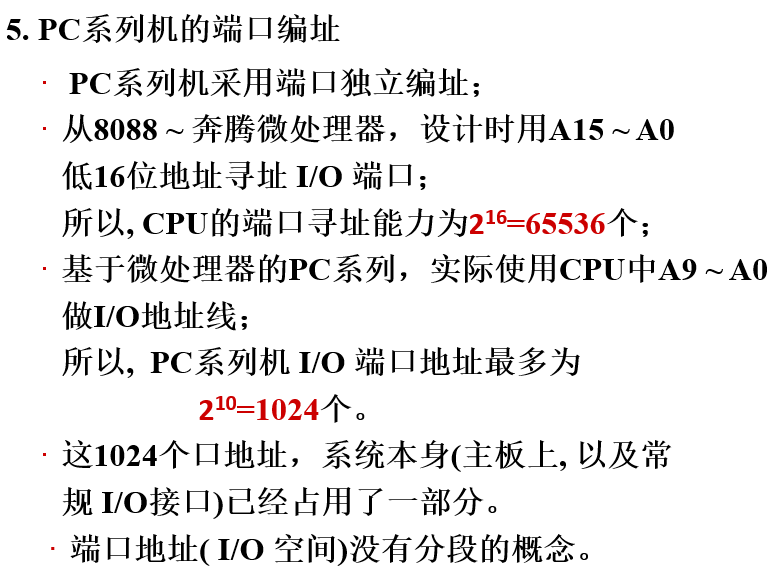 5. PC系列机的端口编址
· PC系列机采用端口独立编址；
· 从8088 ~ 奔腾微处理器，设计时用A15 ~ A0
低16位地址寻址 I/O 端口；
所以, CPU的端口寻址能力为2¹⁶=65536个；
· 基于微处理器的PC系列，实际使用CPU中A9 ~ A0
做I/O地址线；
所以, PC系列机 I/O 端口地址最多为
2¹⁰=1024个。
· 这1024个口地址，系统本身(主板上, 以及常
规 I/O接口)已经占用了一部分。
· 端口地址( I/O 空间)没有分段的概念。